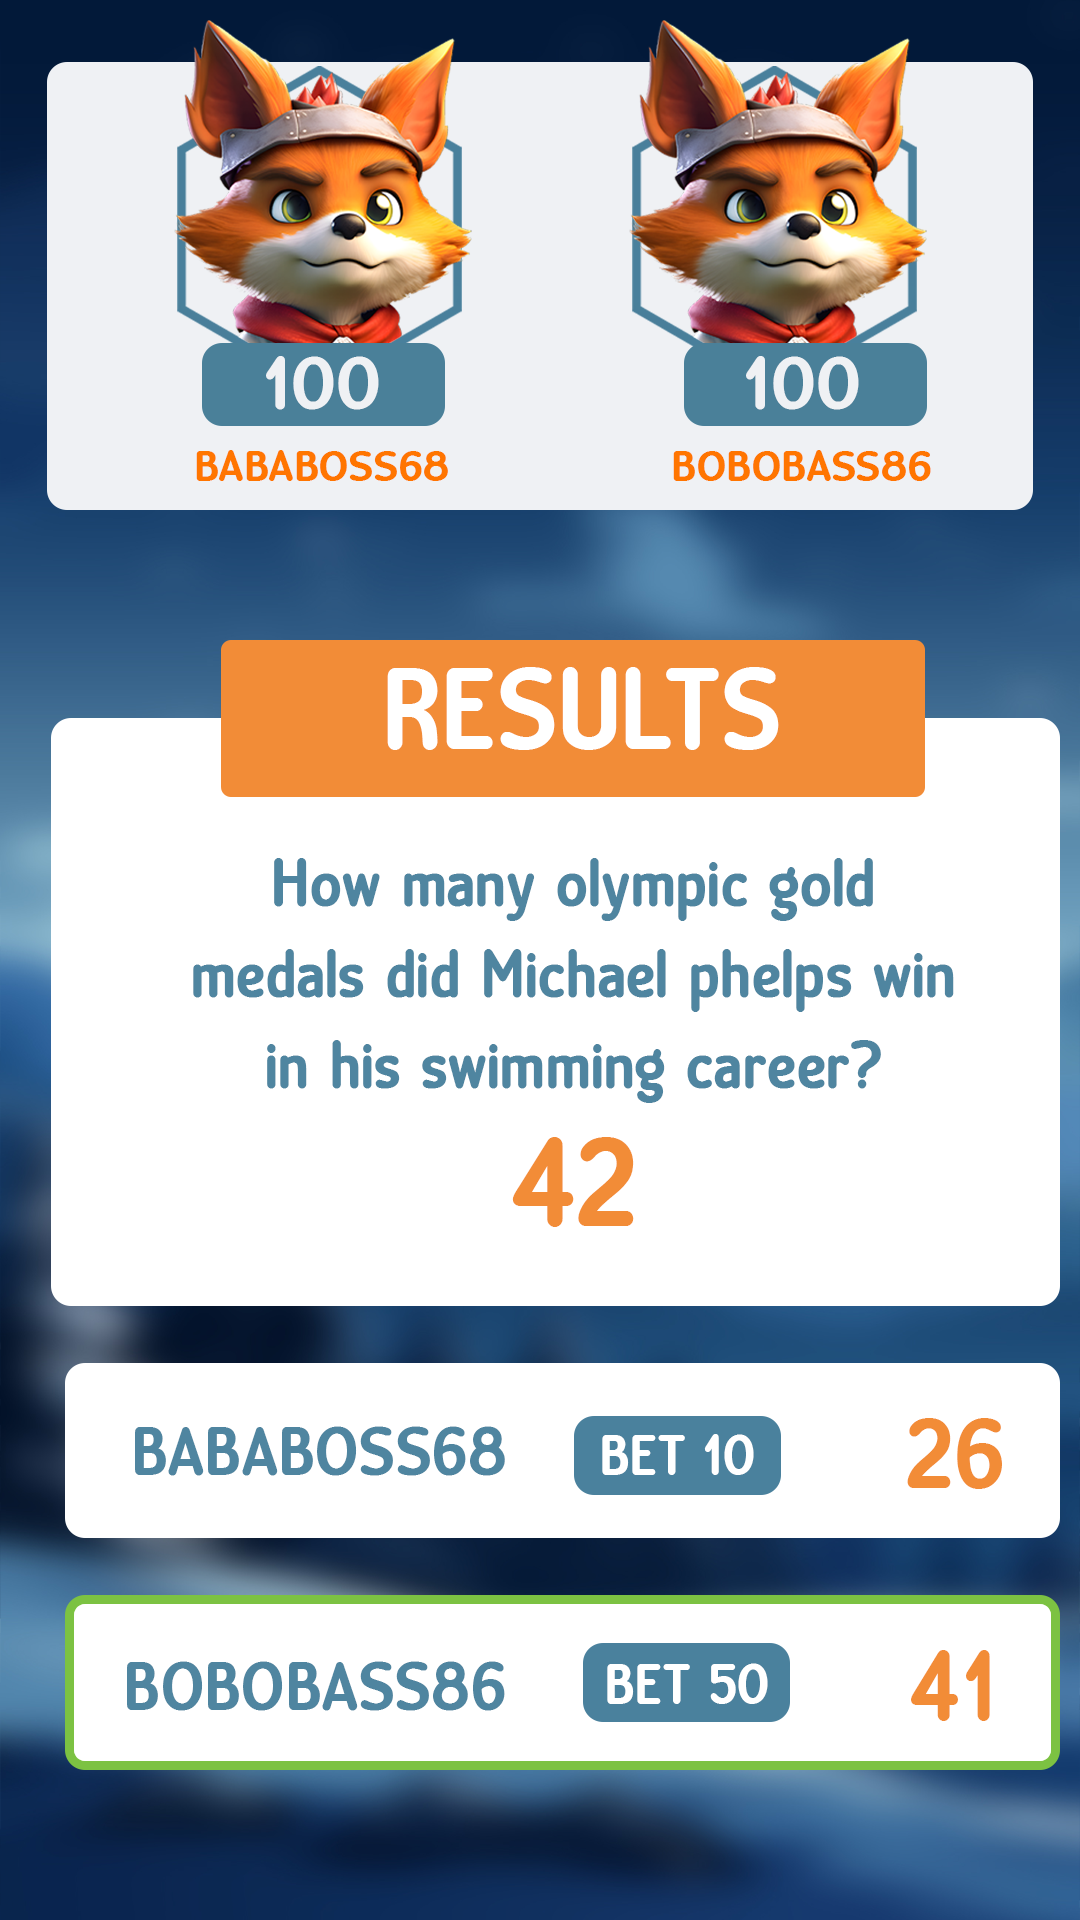 100
100
BABABOSS68
BOBOBASS86
RESULTS
How many olympic gold
medals did Michael phelps win
in his swimming career?
42
BABABOSS68
BET 10
26
BOBOBASS86
BET 50
41